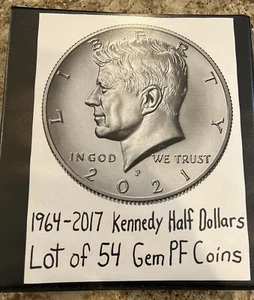 LIBERTY
IN GOD WE TRUST
P
2021
1964-2017 Kennedy Half Dollars
Lot of 54 Gem PF Coins